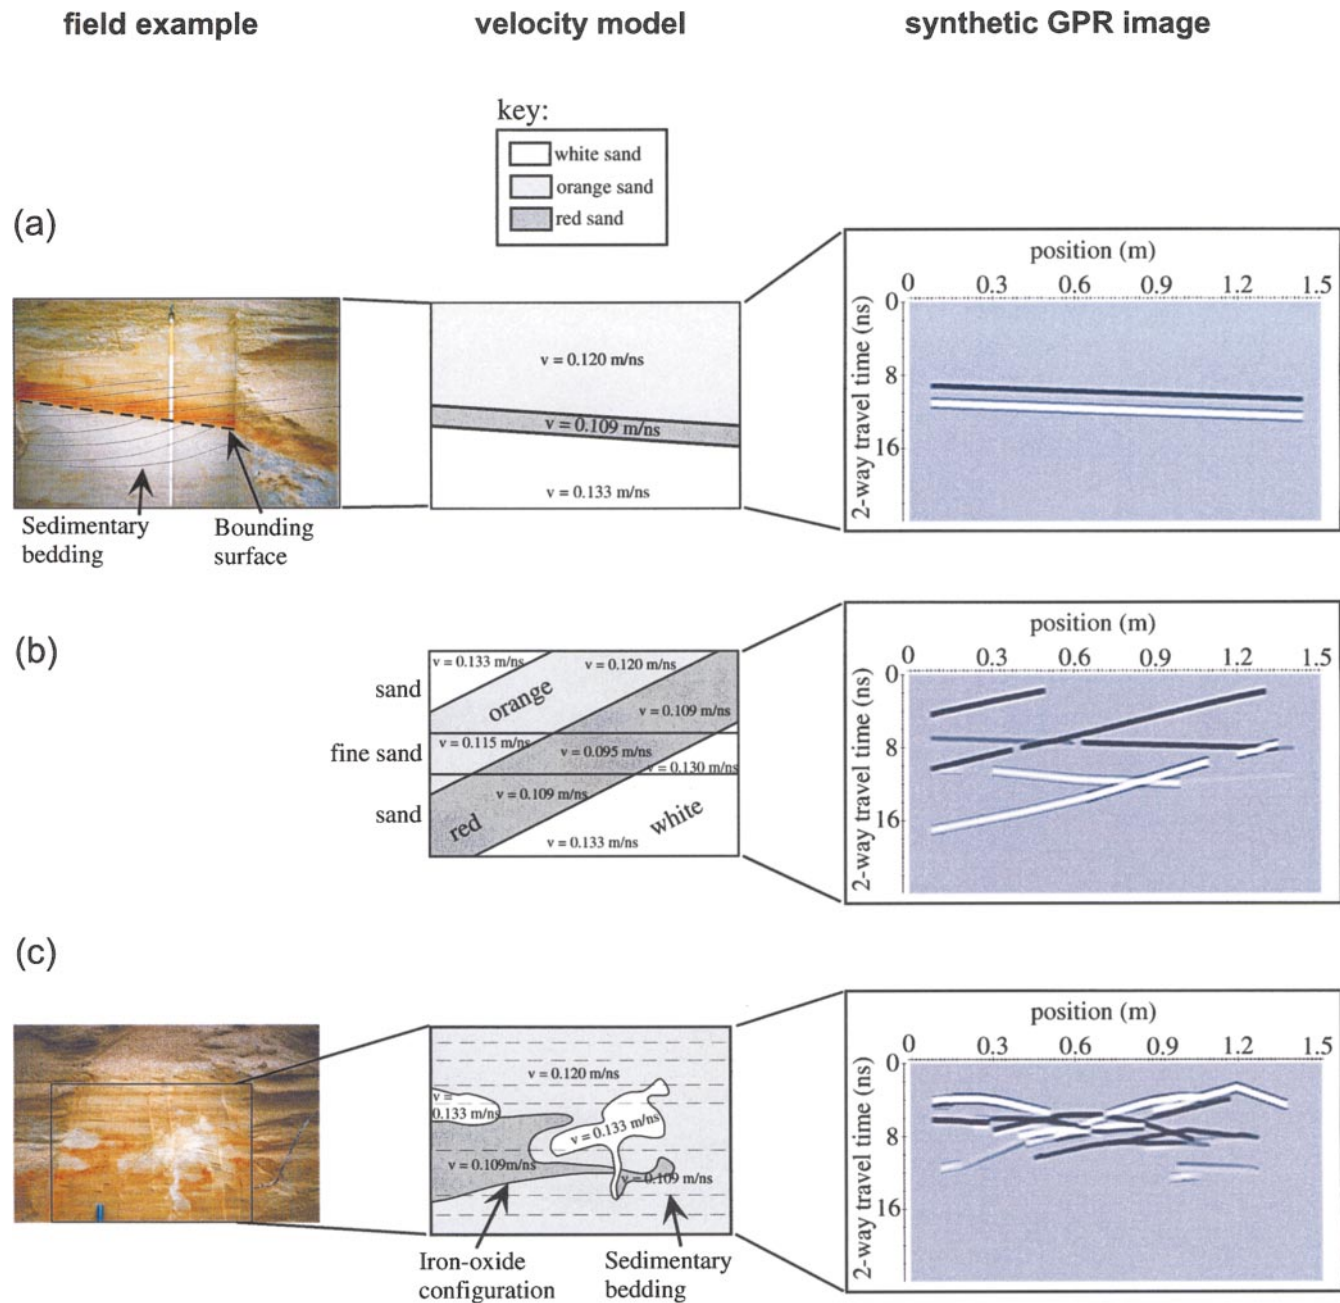 field example
velocity model
synthetic GPR image
key:
white sand
orange sand
red sand
(a)
v = 0.120 m/ns
v = 0.109 m/ns
v = 0.133 m/ns
Sedimentary
bedding
Bounding
surface
position (m)
0 0.3 0.6 0.9 1.2 1.5
2-way travel time (ns)
0
8
16
(b)
sand
fine sand
sand
v = 0.133 m/ns
v = 0.120 m/ns
orange
v = 0.109 m/ns
v = 0.115 m/ns
v = 0.095 m/ns
v = 0.130 m/ns
v = 0.109 m/ns
red
white
v = 0.133 m/ns
position (m)
0 0.3 0.6 0.9 1.2 1.5
2-way travel time (ns)
0
8
16
(c)
v = 0.120 m/ns
v =
0.133 m/ns
v = 0.133 m/ns
v = 0.109m/ns
v = 0.109 m/ns
Iron-oxide
configuration
Sedimentary
bedding
position (m)
0 0.3 0.6 0.9 1.2 1.5
2-way travel time (ns)
0
8
16